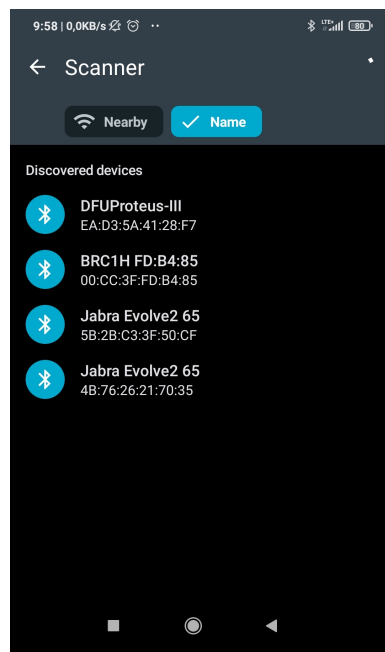 9:58 | 0,0KB/s ·· LTE+ 80
Scanner
Nearby Name
Discovered devices
DFUProteus-III
EA:D3:5A:41:28:F7
BRC1H FD:B4:85
00:CC:3F:FD:B4:85
Jabra Evolve2 65
5B:2B:C3:3F:50:CF
Jabra Evolve2 65
4B:76:26:21:70:35